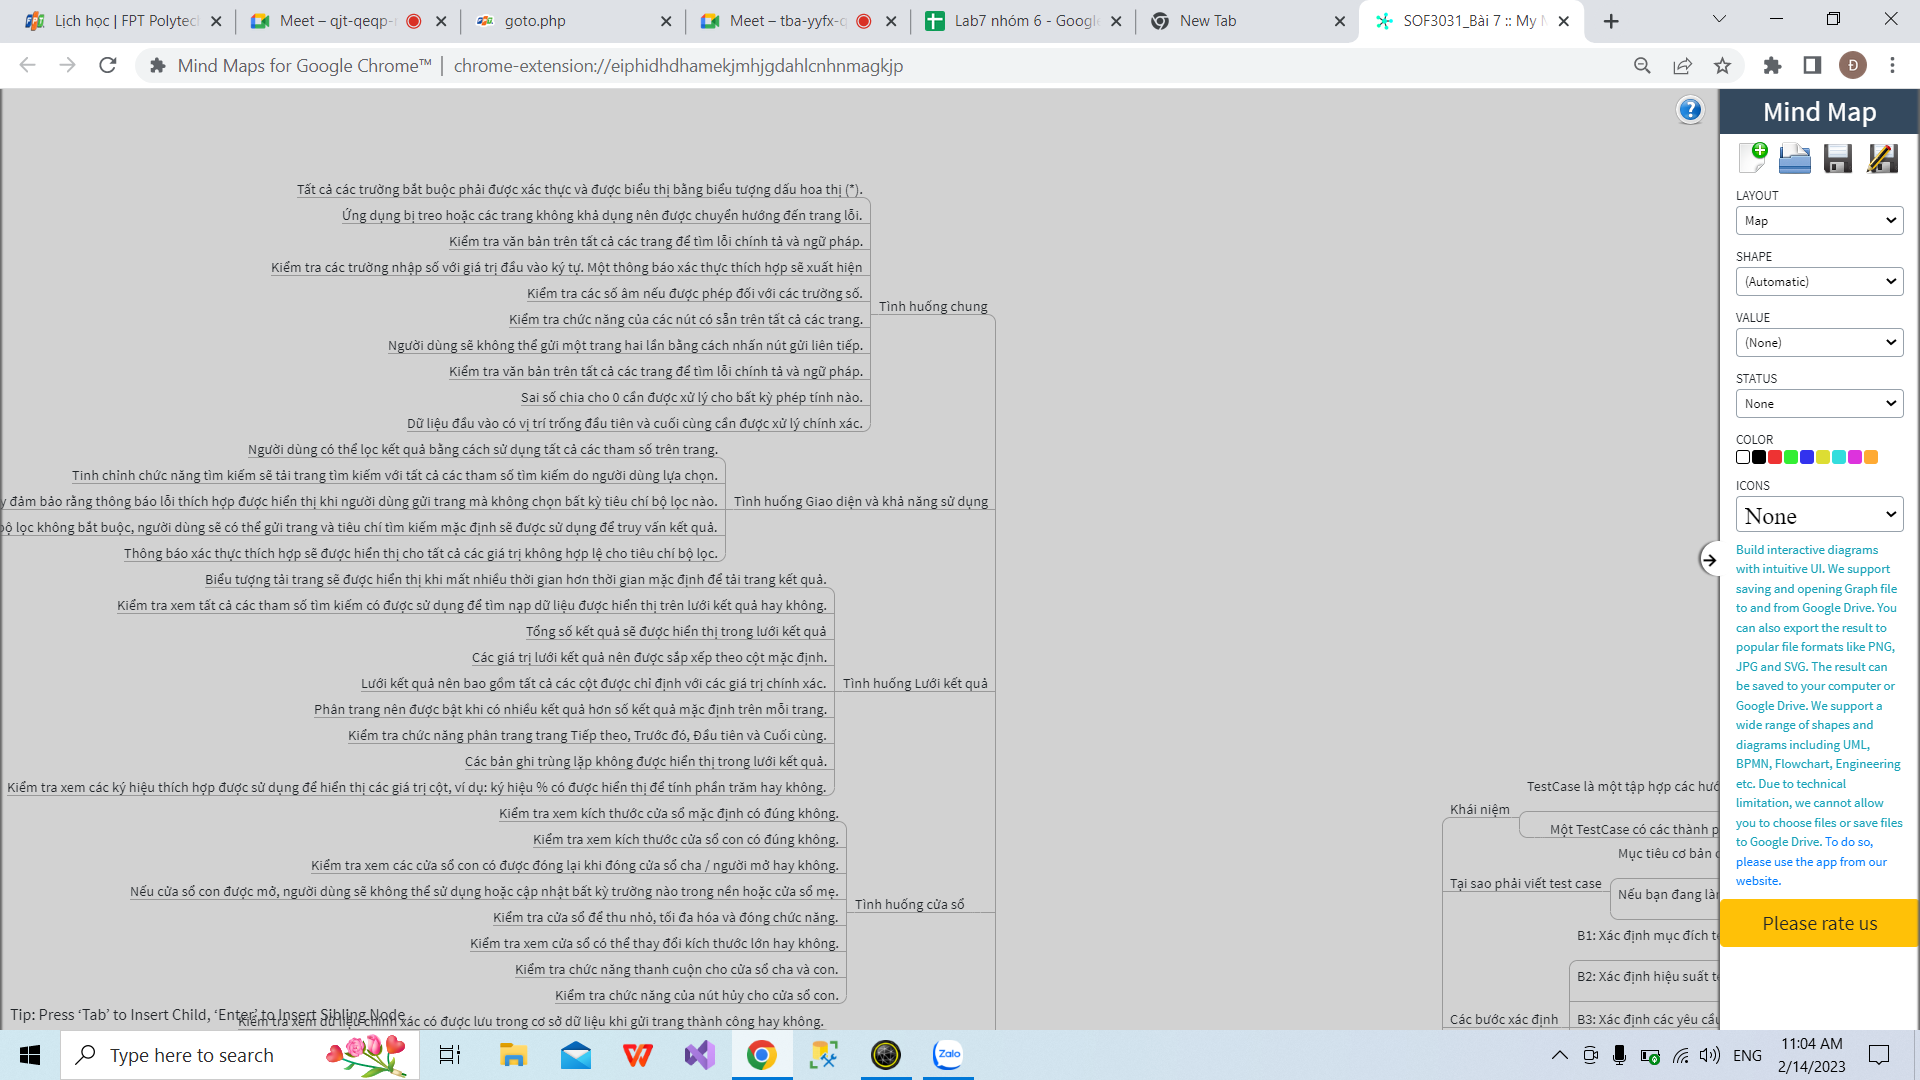 Lịch học | FPT Polytec
Meet – qjt-qeqp-
goto.php
Meet – tba-yyfx-q
Lab7 nhóm 6 - Google
New Tab
SOF3031_Bài 7 :: My M
Mind Maps for Google Chrome™ | chrome-extension://eiphidhdhamekjmhjgdahlcnhnmagkjp
Đ
?
Mind Map
Tất cả các trường bắt buộc phải được xác thực và được biểu thị bằng biểu tượng dấu hoa thị (*).
Ứng dụng bị treo hoặc các trang không khả dụng nên được chuyển hướng đến trang lỗi.
Kiểm tra văn bản trên tất cả các trang để tìm lỗi chính tả và ngữ pháp.
Kiểm tra các trường nhập số với giá trị đầu vào ký tự. Một thông báo xác thực thích hợp sẽ xuất hiện
Kiểm tra các số âm nếu được phép đối với các trường số.
Kiểm tra chức năng của các nút có sẵn trên tất cả các trang.
Người dùng sẽ không thể gửi một trang hai lần bằng cách nhấn nút gửi liên tiếp.
Kiểm tra văn bản trên tất cả các trang để tìm lỗi chính tả và ngữ pháp.
Sai số chia cho 0 cần được xử lý cho bất kỳ phép tính nào.
Dữ liệu đầu vào có vị trí trống đầu tiên và cuối cùng cần được xử lý chính xác.
Tình huống chung
Người dùng có thể lọc kết quả bằng cách sử dụng tất cả các tham số trên trang.
Tinh chỉnh chức năng tìm kiếm sẽ tải trang tìm kiếm với tất cả các tham số tìm kiếm do người dùng lựa chọn.
y đảm bảo rằng thông báo lỗi thích hợp được hiển thị khi người dùng gửi trang mà không chọn bất kỳ tiêu chí bộ lọc nào.
bộ lọc không bắt buộc, người dùng sẽ có thể gửi trang và tiêu chí tìm kiếm mặc định sẽ được sử dụng để truy vấn kết quả.
Thông báo xác thực thích hợp sẽ được hiển thị cho tất cả các giá trị không hợp lệ cho tiêu chí bộ lọc.
Tình huống Giao diện và khả năng sử dụng
Biểu tượng tải trang sẽ được hiển thị khi mất nhiều thời gian hơn thời gian mặc định để tải trang kết quả.
Kiểm tra xem tất cả các tham số tìm kiếm có được sử dụng để tìm nạp dữ liệu được hiển thị trên lưới kết quả hay không.
Tổng số kết quả sẽ được hiển thị trong lưới kết quả
Các giá trị lưới kết quả nên được sắp xếp theo cột mặc định.
Lưới kết quả nên bao gồm tất cả các cột được chỉ định với các giá trị chính xác.
Phân trang nên được bật khi có nhiều kết quả hơn số kết quả mặc định trên mỗi trang.
Kiểm tra chức năng phân trang trang Tiếp theo, Trước đó, Đầu tiên và Cuối cùng.
Các bản ghi trùng lặp không được hiển thị trong lưới kết quả.
Kiểm tra xem các ký hiệu thích hợp được sử dụng để hiển thị các giá trị cột, ví dụ: ký hiệu % có được hiển thị để tính phần trăm hay không.
Tình huống Lưới kết quả
Kiểm tra xem kích thước cửa sổ mặc định có đúng không.
Kiểm tra xem kích thước cửa sổ con có đúng không.
Kiểm tra xem các cửa sổ con có được đóng lại khi đóng cửa sổ cha / người mở hay không.
Nếu cửa sổ con được mở, người dùng sẽ không thể sử dụng hoặc cập nhật bất kỳ trường nào trong nền hoặc cửa sổ mẹ.
Kiểm tra cửa sổ để thu nhỏ, tối đa hóa và đóng chức năng.
Kiểm tra xem cửa sổ có thể thay đổi kích thước lớn hay không.
Kiểm tra chức năng thanh cuộn cho cửa sổ cha và con.
Kiểm tra chức năng của nút hủy cho cửa sổ con.
Tình huống cửa sổ
Kiểm tra xem dữ liệu chính xác có được lưu trong cơ sở dữ liệu khi gửi trang thành công hay không.
Tip: Press ‘Tab’ to Insert Child, ‘Enter’ to Insert Sibling Node
TestCase là một tập hợp các hướ
Khái niệm
Một TestCase có các thành p
Mục tiêu cơ bản c
Tại sao phải viết test case
Nếu bạn đang làn
B1: Xác định mục đích te
B2: Xác định hiệu suất te
B3: Xác định các yêu cầu
Các bước xác định
LAYOUT
Map
SHAPE
(Automatic)
VALUE
(None)
STATUS
None
COLOR
ICONS
None
Build interactive diagrams
with intuitive UI. We support
saving and opening Graph file
to and from Google Drive. You
can also export the result to
popular file formats like PNG,
JPG and SVG. The result can
be saved to your computer or
Google Drive. We support a
wide range of shapes and
diagrams including UML,
BPMN, Flowchart, Engineering
etc. Due to technical
limitation, we cannot allow
you to choose files or save files
to Google Drive. To do so,
please use the app from our
website.
Please rate us
Type here to search
Zalo
ENG
11:04 AM
2/14/2023